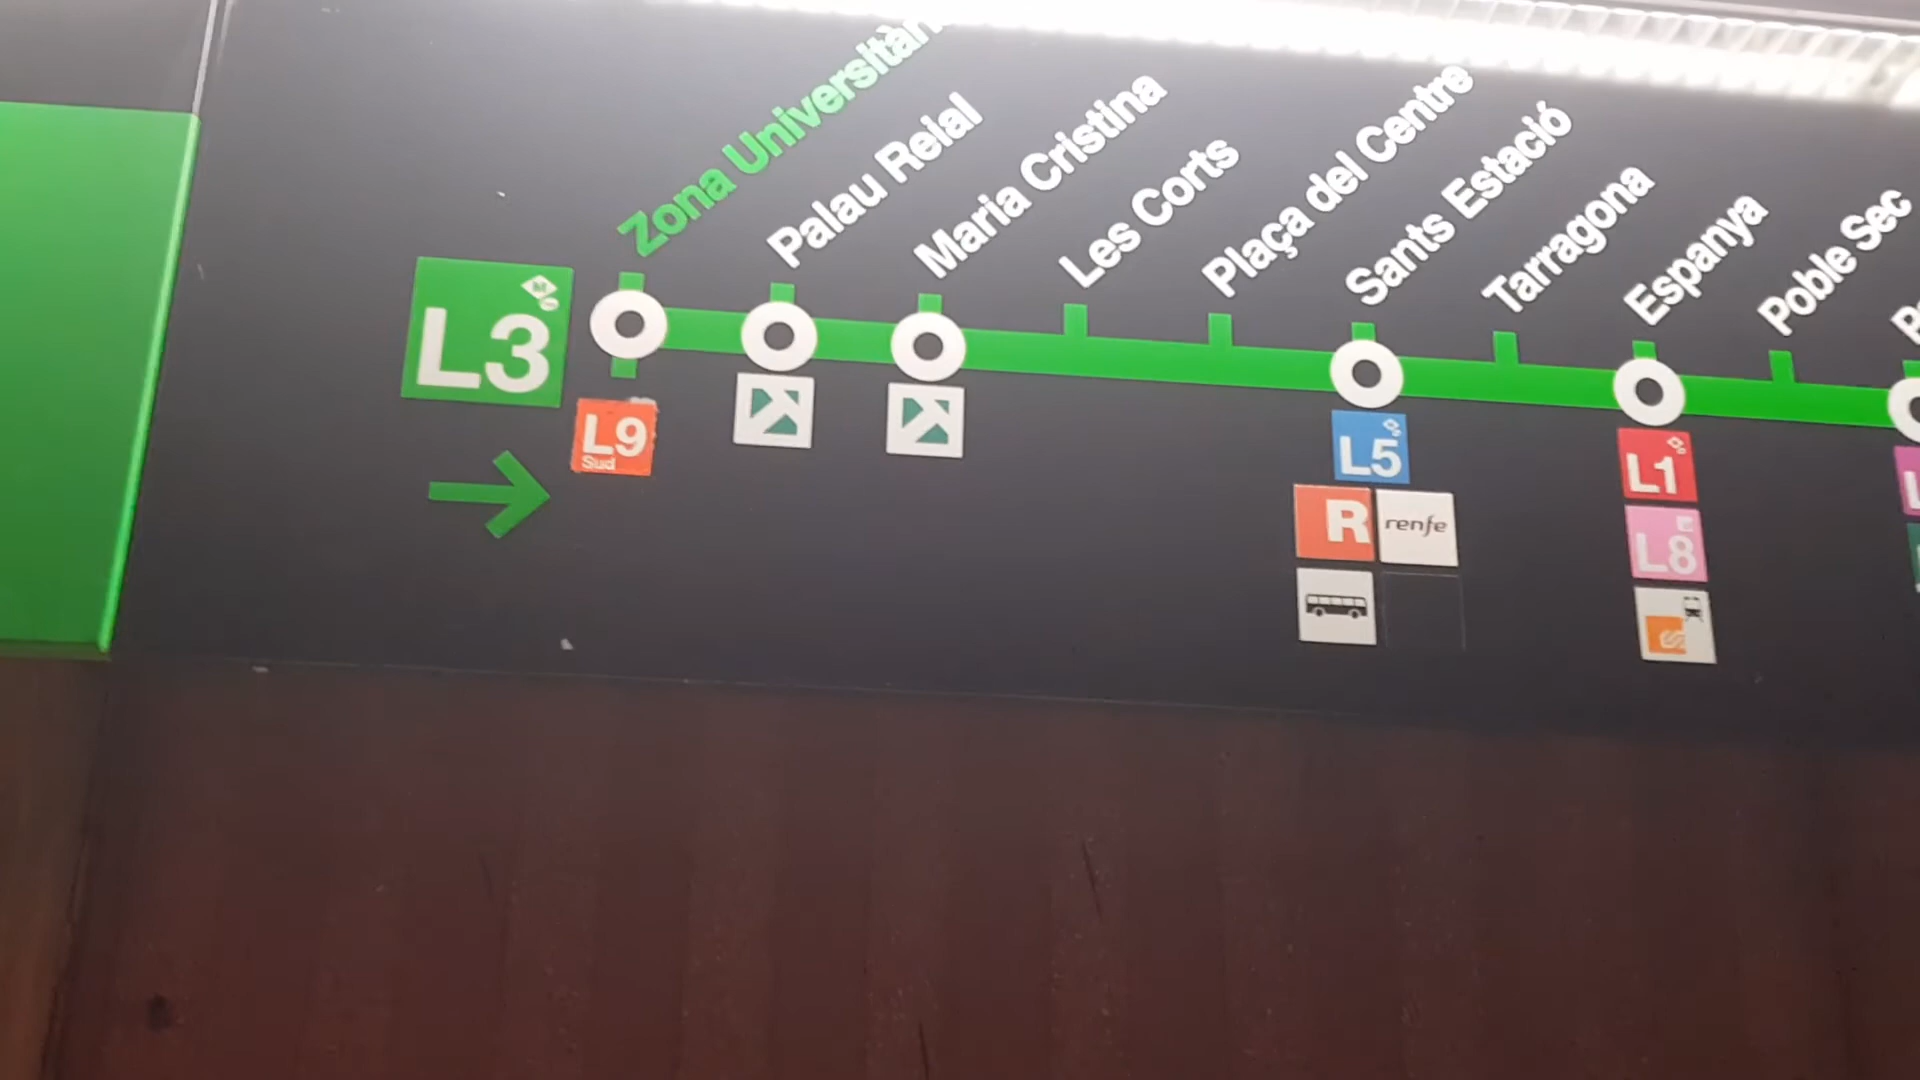 Zona Universitàri
Palau Reial
Maria Cristina
Les Corts
Plaça del Centre
Sants Estació
Tarragona
Espanya
Poble Sec
L3
L9
Sud
L5
R
renfe
L1
L8